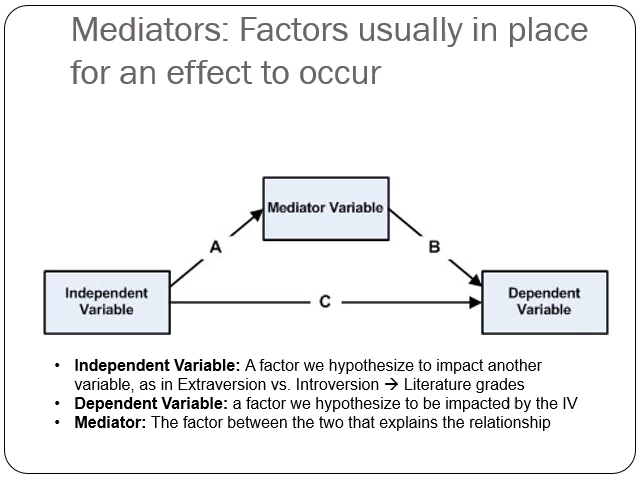 Mediators: Factors usually in place
for an effect to occur
Mediator Variable
A
B
Independent
Variable
C
Dependent
Variable
• Independent Variable: A factor we hypothesize to impact another
variable, as in Extraversion vs. Introversion → Literature grades
• Dependent Variable: a factor we hypothesize to be impacted by the IV
• Mediator: The factor between the two that explains the relationship